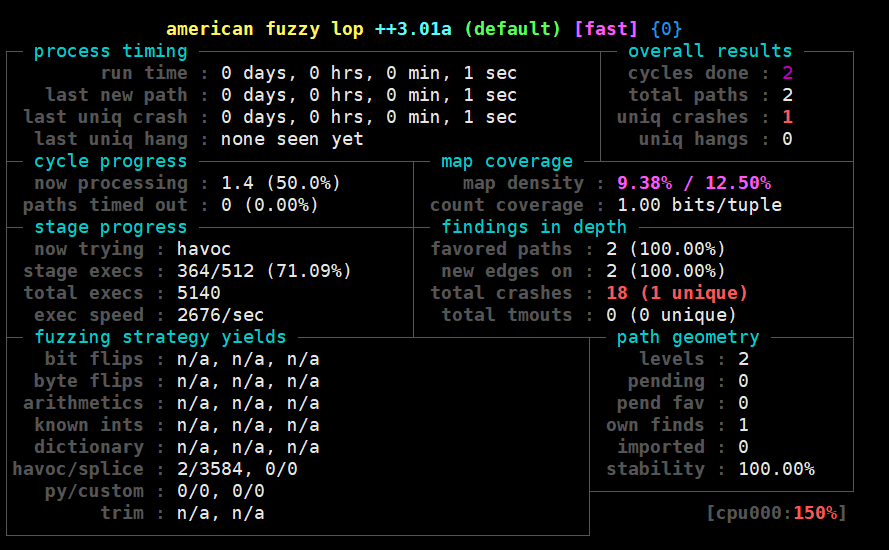 american fuzzy lop ++3.01a (default) [fast] {0}
process timing overall results
run time : 0 days, 0 hrs, 0 min, 1 sec cycles done : 2
last new path : 0 days, 0 hrs, 0 min, 1 sec total paths : 2
last uniq crash : 0 days, 0 hrs, 0 min, 1 sec uniq crashes : 1
last uniq hang : none seen yet uniq hangs : 0
cycle progress map coverage
now processing : 1.4 (50.0%) map density : 9.38% / 12.50%
paths timed out : 0 (0.00%) count coverage : 1.00 bits/tuple
stage progress findings in depth
now trying : havoc favored paths : 2 (100.00%)
stage execs : 364/512 (71.09%) new edges on : 2 (100.00%)
total execs : 5140 total crashes : 18 (1 unique)
exec speed : 2676/sec total tmouts : 0 (0 unique)
fuzzing strategy yields path geometry
bit flips : n/a, n/a, n/a levels : 2
byte flips : n/a, n/a, n/a pending : 0
arithmetics : n/a, n/a, n/a pend fav : 0
known ints : n/a, n/a, n/a own finds : 1
dictionary : n/a, n/a, n/a imported : 0
havoc/splice : 2/3584, 0/0 stability : 100.00%
py/custom : 0/0, 0/0
trim : n/a, n/a [cpu000:150%]